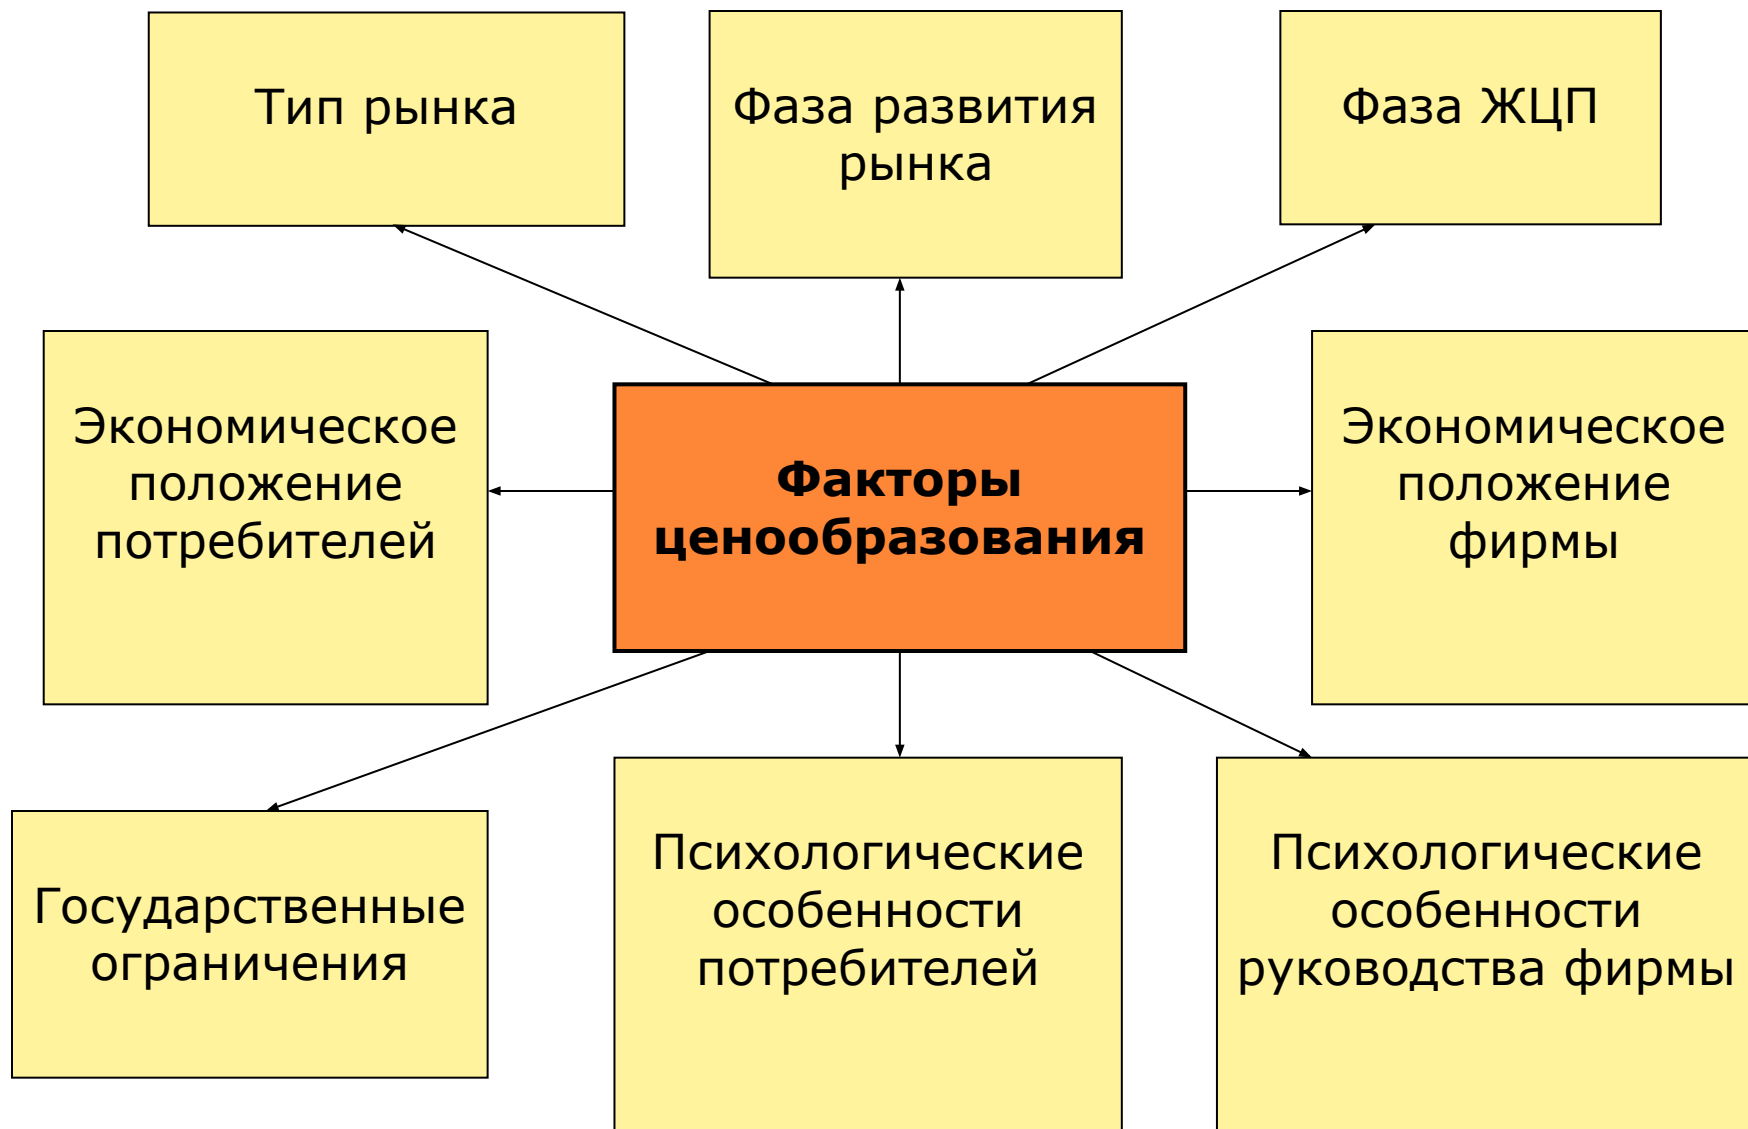 Тип рынка
Фаза развития
рынка
Фаза ЖЦП
Экономическое
положение
потребителей
Факторы
ценообразования
Экономическое
положение
фирмы
Государственные
ограничения
Психологические
особенности
потребителей
Психологические
особенности
руководства фирмы